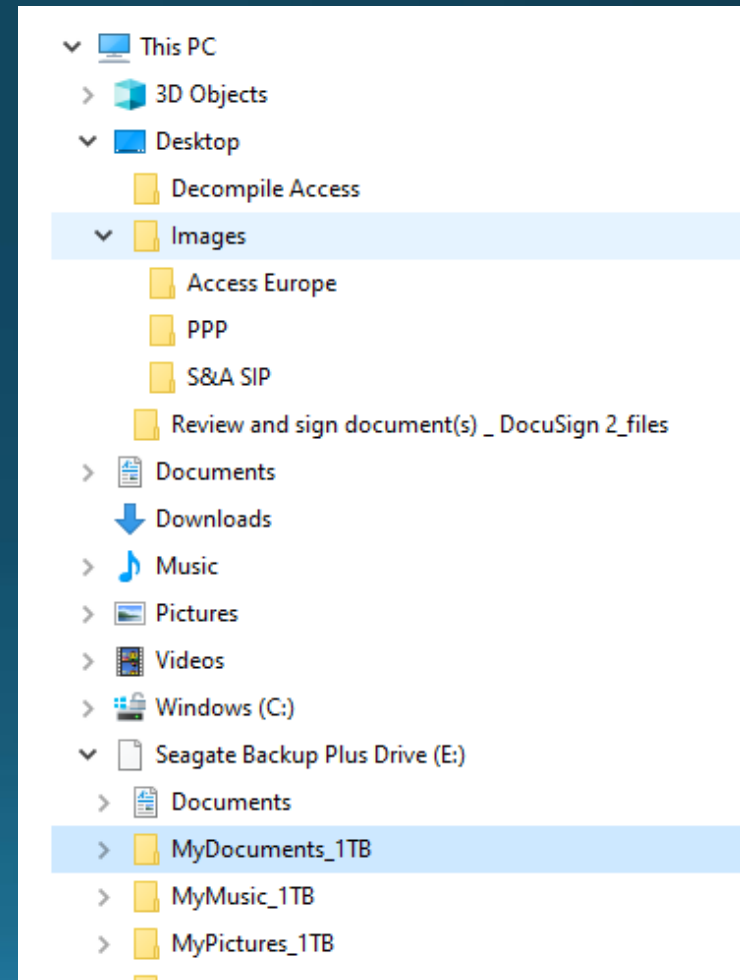 This PC
3D Objects
Desktop
Decompile Access
Images
Access Europe
PPP
S&A SIP
Review and sign document(s) _ DocuSign 2_files
Documents
Downloads
Music
Pictures
Videos
Windows (C:)
Seagate Backup Plus Drive (E:)
Documents
MyDocuments_1TB
MyMusic_1TB
MyPictures_1TB